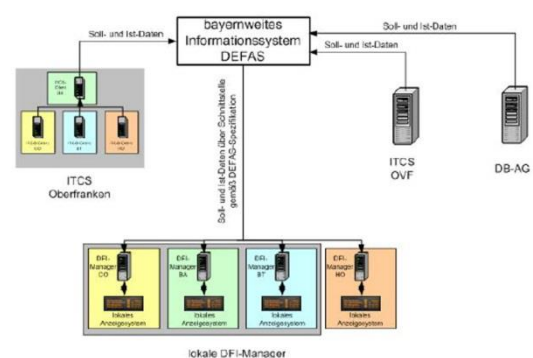 bayernweites
Informationssystem
DEFAS
Soll- und Ist-Daten
Soll- und Ist-Daten
Soll- und Ist-Daten
ITCS
Oberfranken
ITCS
OVF
DB-AG
Soll- und Ist-Daten über Schnittstelle
gemäß DEFAS-Spezifikation
DFI-
Manager
CO
DFI-
Manager
BA
DFI-
Manager
BT
DFI-
Manager
HO
lokales
Anzeigesystem
lokales
Anzeigesystem
lokales
Anzeigesystem
lokales
Anzeigesystem
lokale DFI-Manager